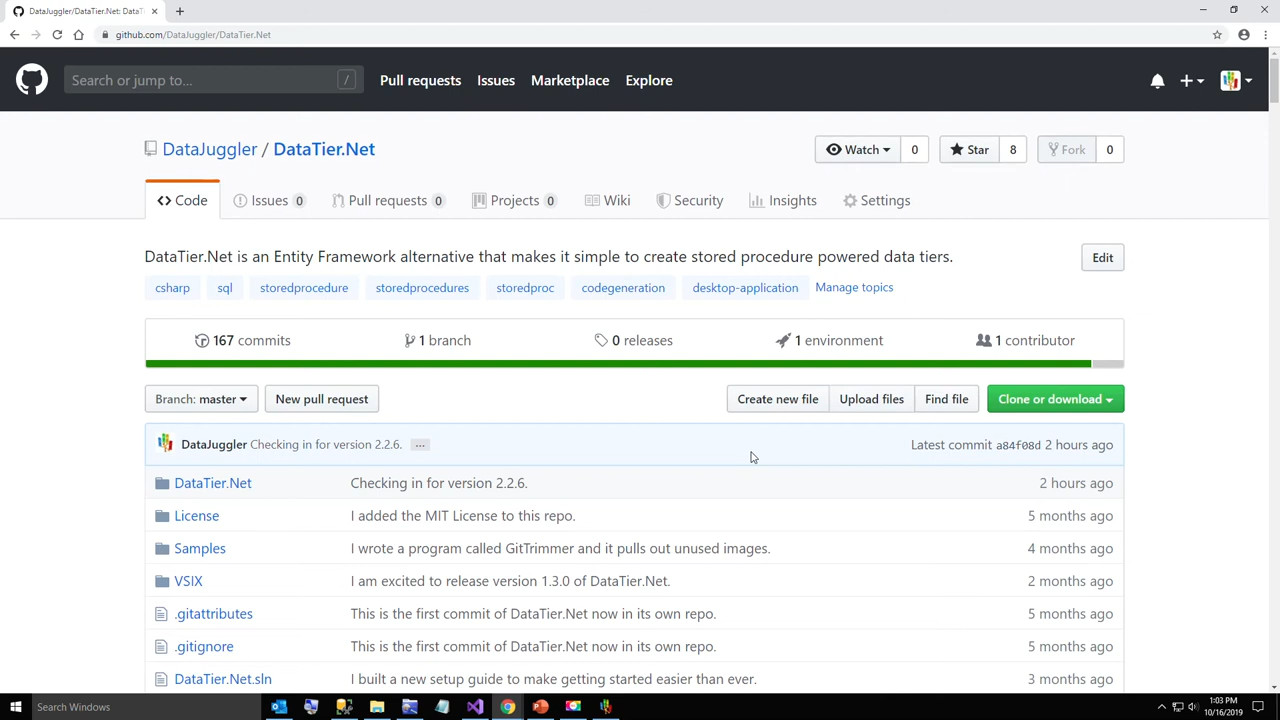 DataJuggler/DataTier.Net: DataT
github.com/DataJuggler/DataTier.Net
Search or jump to... /
Pull requests Issues Marketplace Explore
DataJuggler / DataTier.Net
Watch 0 Star 8 Fork 0
<> Code Issues 0 Pull requests 0 Projects 0 Wiki Security Insights Settings
DataTier.Net is an Entity Framework alternative that makes it simple to create stored procedure powered data tiers.
Edit
csharp sql storedprocedure storedprocedures storedproc codegeneration desktop-application Manage topics
167 commits 1 branch 0 releases 1 environment 1 contributor
Branch: master New pull request Create new file Upload files Find file Clone or download
DataJuggler Checking in for version 2.2.6. ... Latest commit a84f08d 2 hours ago
DataTier.Net Checking in for version 2.2.6. 2 hours ago
License I added the MIT License to this repo. 5 months ago
Samples I wrote a program called GitTrimmer and it pulls out unused images. 4 months ago
VSIX I am excited to release version 1.3.0 of DataTier.Net. 2 months ago
.gitattributes This is the first commit of DataTier.Net now in its own repo. 5 months ago
.gitignore This is the first commit of DataTier.Net now in its own repo. 5 months ago
DataTier.Net.sln I built a new setup guide to make getting started easier than ever. 3 months ago
Search Windows
1:03 PM
10/16/2019